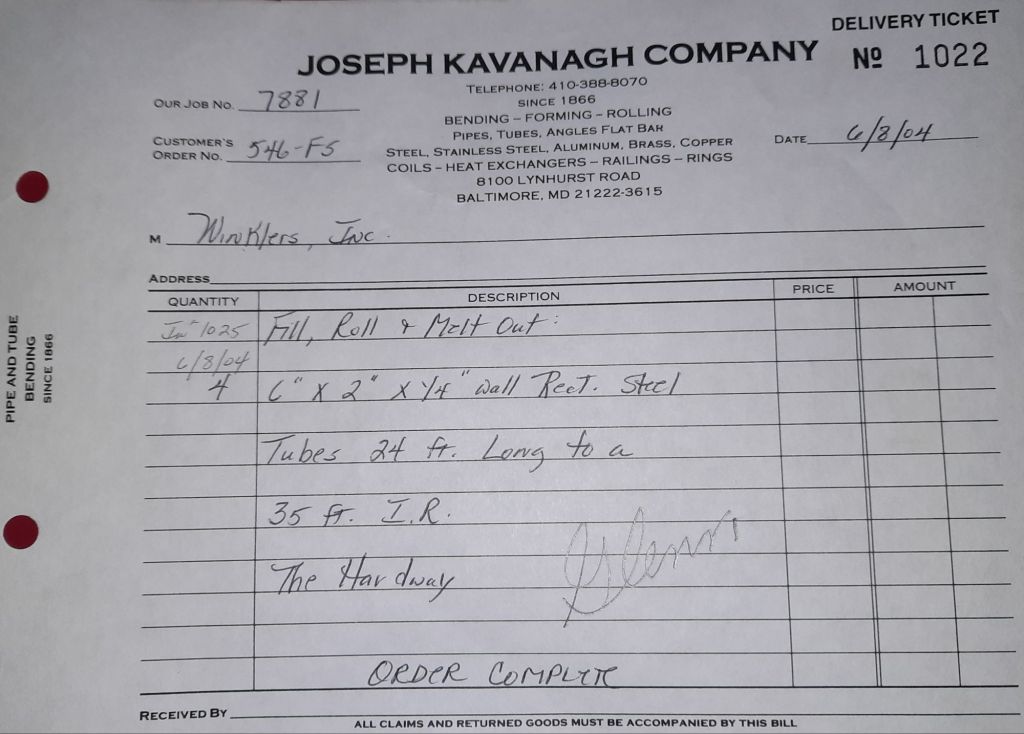 DELIVERY TICKET
JOSEPH KAVANAGH COMPANY
Nº 1022
TELEPHONE: 410-388-8070
SINCE 1866
BENDING – FORMING – ROLLING
PIPES, TUBES, ANGLES FLAT BAR
STEEL, STAINLESS STEEL, ALUMINUM, BRASS, COPPER
COILS – HEAT EXCHANGERS – RAILINGS – RINGS
8100 LYNHURST ROAD
BALTIMORE, MD 21222-3615
OUR JOB NO. 7881
CUSTOMER'S
ORDER NO. 546-FS
DATE 6/8/04
M Winklers, Inc.
ADDRESS
QUANTITY DESCRIPTION PRICE AMOUNT
In# 1025 Fill, Roll & Melt Out:
6/8/04
4 6" X 2" X 1/4" wall Rect. Steel
Tubes 24 ft. Long to a
35 ft. I.R.
The Hardway
Glenn
ORDER COMPLETE
RECEIVED BY
ALL CLAIMS AND RETURNED GOODS MUST BE ACCOMPANIED BY THIS BILL
PIPE AND TUBE
BENDING
SINCE 1866